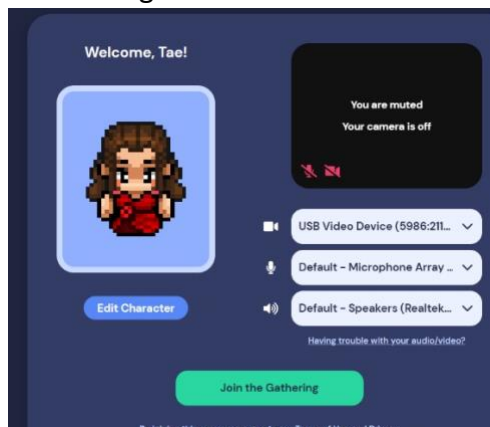 Welcome, Tae!
You are muted
Your camera is off
USB Video Device (5986:211...
Default - Microphone Array ...
Edit Character
Default - Speakers (Realtek...
Having trouble with your audio/video?
Join the Gathering